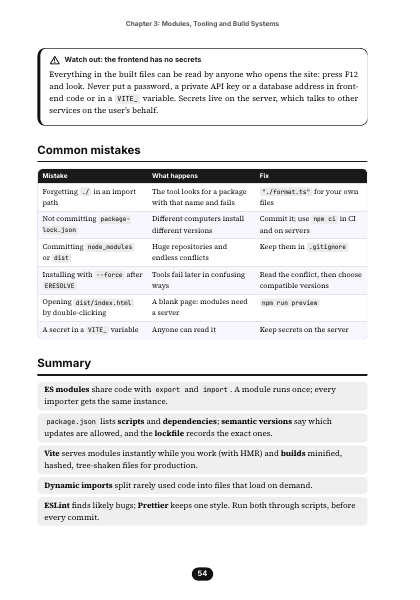 Chapter 3: Modules, Tooling and Build Systems
Watch out: the frontend has no secrets
Everything in the built files can be read by anyone who opens the site: press F12
and look. Never put a password, a private API key or a database address in front-
end code or in a VITE_ variable. Secrets live on the server, which talks to other
services on the user's behalf.
Common mistakes
Mistake What happens Fix
Forgetting ./ in an import The tool looks for a package "./format.ts" for your own
path with that name and fails files
Not committing package- Different computers install Commit it; use npm ci in CI
lock.json different versions and on servers
Committing node_modules Huge repositories and Keep them in .gitignore
or dist endless conflicts
Installing with --force after Tools fail later in confusing Read the conflict, then choose
ERESOLVE ways compatible versions
Opening dist/index.html A blank page: modules need npm run preview
by double-clicking a server
A secret in a VITE_ variable Anyone can read it Keep secrets on the server
Summary
ES modules share code with export and import. A module runs once; every
importer gets the same instance.
package.json lists scripts and dependencies; semantic versions say which
updates are allowed, and the lockfile records the exact ones.
Vite serves modules instantly while you work (with HMR) and builds minified,
hashed, tree-shaken files for production.
Dynamic imports split rarely used code into files that load on demand.
ESLint finds likely bugs; Prettier keeps one style. Run both through scripts, before
every commit.
54